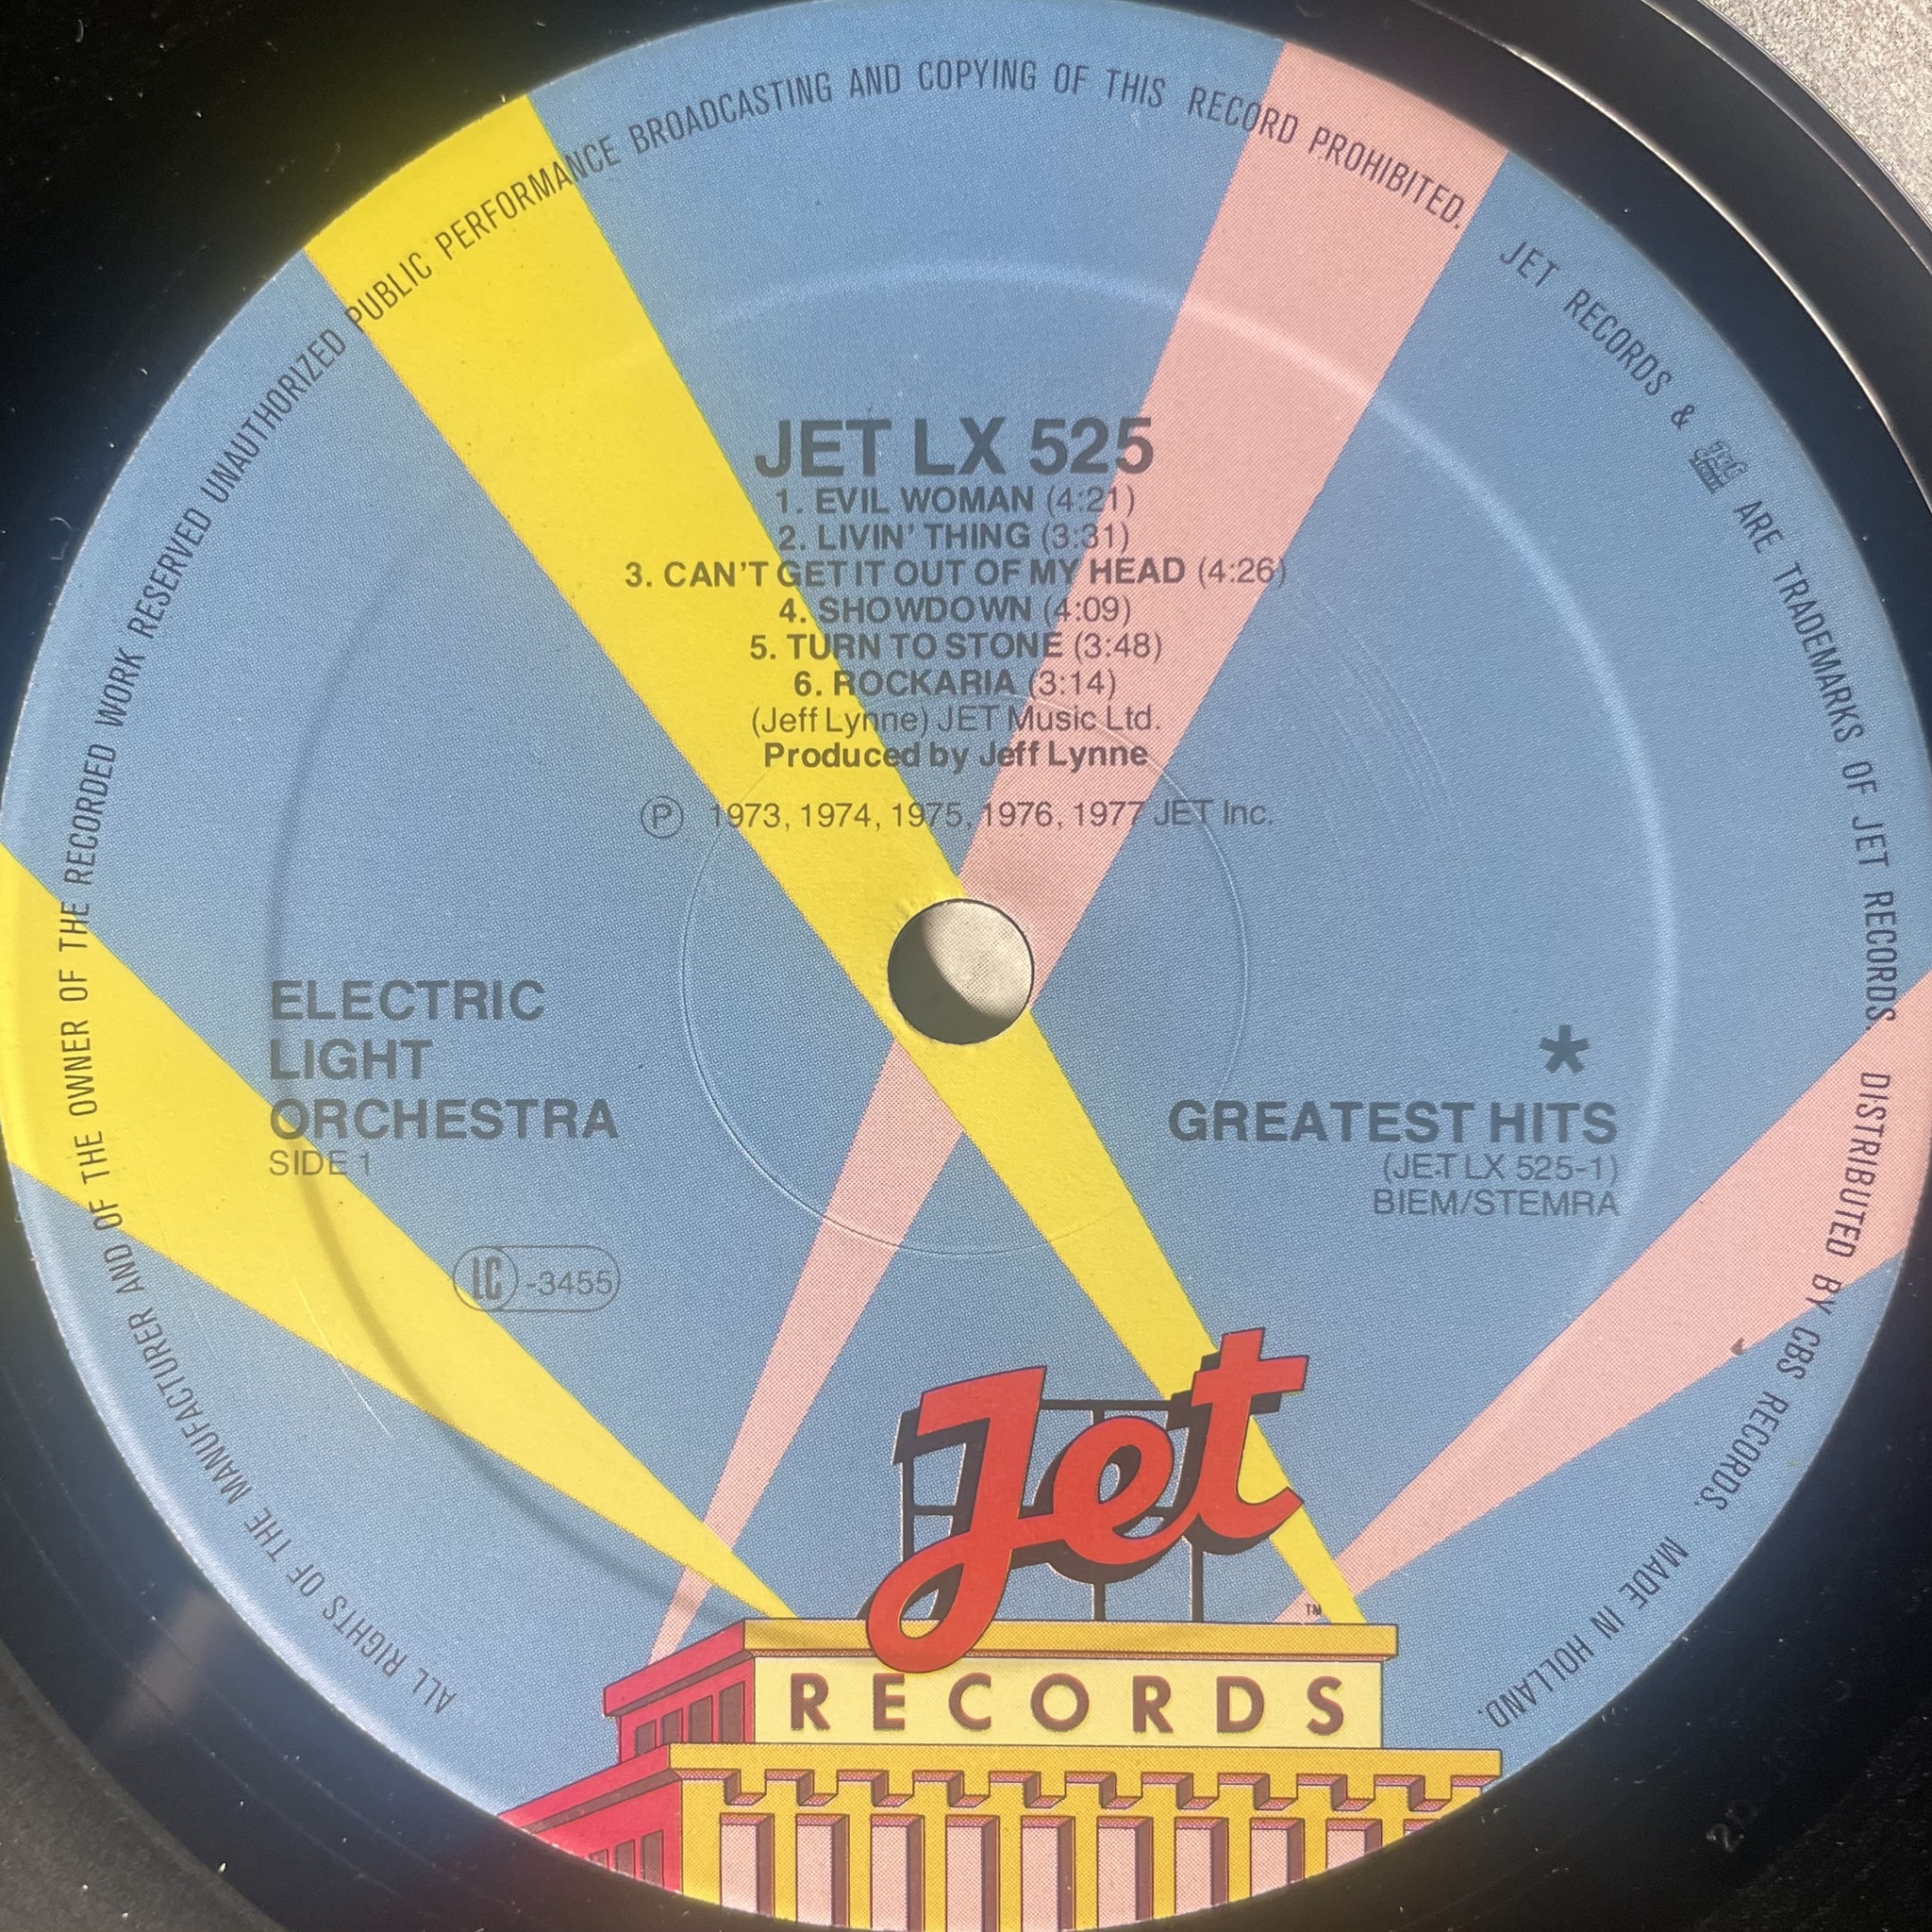 ALL RIGHTS OF THE MANUFACTURER AND OF THE OWNER OF THE RECORDED WORK RESERVED UNAUTHORIZED PUBLIC PERFORMANCE BROADCASTING AND COPYING OF THIS RECORD PROHIBITED. JET RECORDS & Jet ARE TRADEMARKS OF JET RECORDS. DISTRIBUTED BY CBS RECORDS. MADE IN HOLLAND.
JET LX 525
1. EVIL WOMAN (4:21)
2. LIVIN' THING (3:31)
3. CAN'T GET IT OUT OF MY HEAD (4:26)
4. SHOWDOWN (4:09)
5. TURN TO STONE (3:48)
6. ROCKARIA (3:14)
(Jeff Lynne) JET Music Ltd.
Produced by Jeff Lynne
Ⓟ 1973, 1974, 1975, 1976, 1977 JET Inc.
ELECTRIC
LIGHT
ORCHESTRA
SIDE 1
LC -3455
*
GREATEST HITS
(JET LX 525-1)
BIEM/STEMRA
Jet
TM
RECORDS